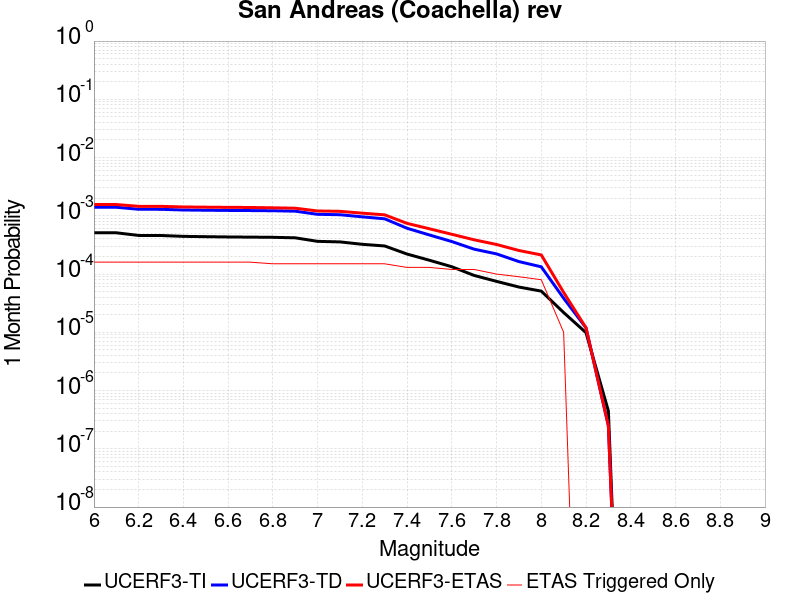 San Andreas (Coachella) rev
1 Month Probability
10^0
10^-1
10^-2
10^-3
10^-4
10^-5
10^-6
10^-7
10^-8
6 6.2 6.4 6.6 6.8 7 7.2 7.4 7.6 7.8 8 8.2 8.4 8.6 8.8 9
Magnitude
UCERF3-TI UCERF3-TD UCERF3-ETAS ETAS Triggered Only